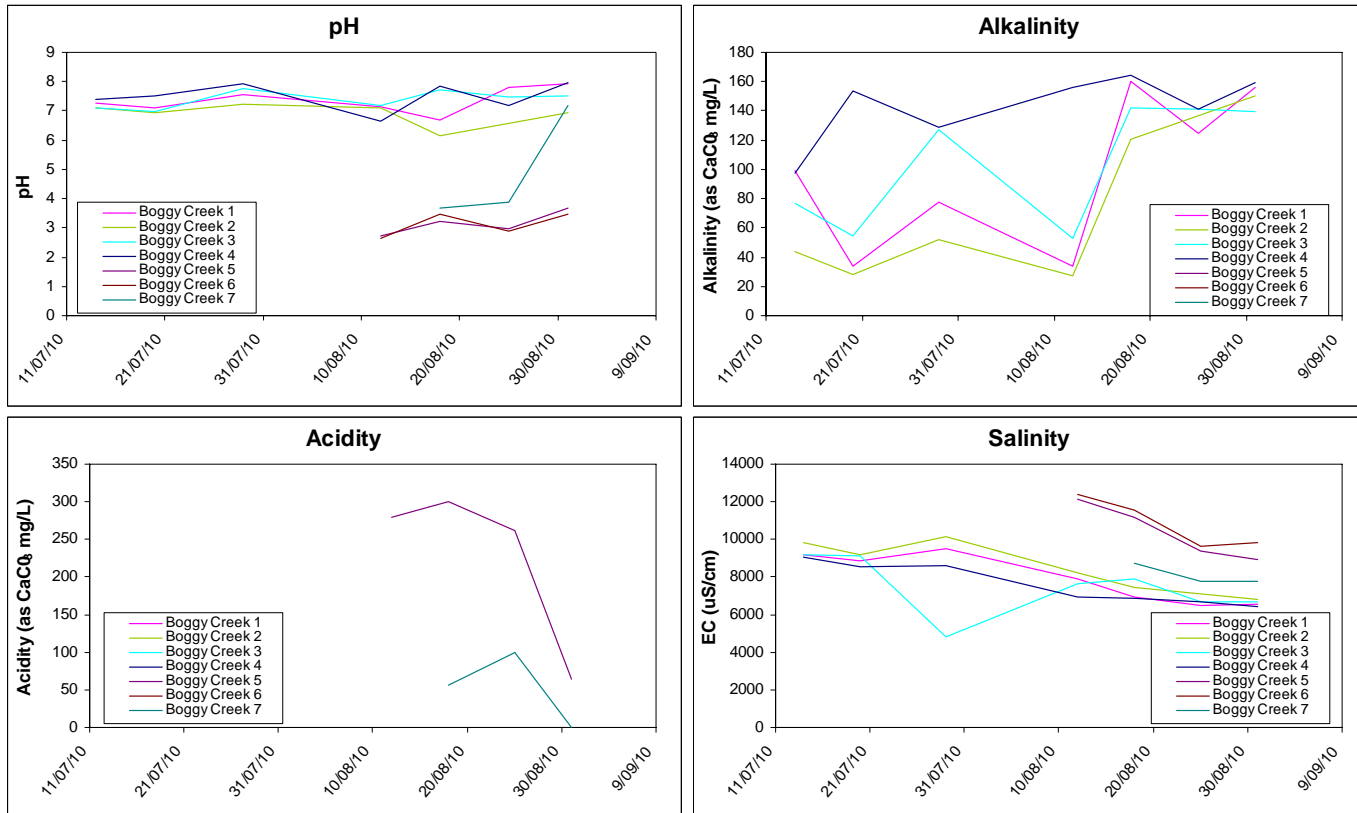 pH
9
8
7
6
5
4
3
2
1
0
pH
Boggy Creek 1
Boggy Creek 2
Boggy Creek 3
Boggy Creek 4
Boggy Creek 5
Boggy Creek 6
Boggy Creek 7
11/07/10
21/07/10
31/07/10
10/08/10
20/08/10
30/08/10
9/09/10
Alkalinity
180
160
140
120
100
80
60
40
20
0
Alkalinity (as CaCO3 mg/L)
Boggy Creek 1
Boggy Creek 2
Boggy Creek 3
Boggy Creek 4
Boggy Creek 5
Boggy Creek 6
Boggy Creek 7
11/07/10
21/07/10
31/07/10
10/08/10
20/08/10
30/08/10
9/09/10
Acidity
350
300
250
200
150
100
50
0
Acidity (as CaCO3 mg/L)
Boggy Creek 1
Boggy Creek 2
Boggy Creek 3
Boggy Creek 4
Boggy Creek 5
Boggy Creek 6
Boggy Creek 7
11/07/10
21/07/10
31/07/10
10/08/10
20/08/10
30/08/10
9/09/10
Salinity
14000
12000
10000
8000
6000
4000
2000
0
EC (uS/cm)
Boggy Creek 1
Boggy Creek 2
Boggy Creek 3
Boggy Creek 4
Boggy Creek 5
Boggy Creek 6
Boggy Creek 7
11/07/10
21/07/10
31/07/10
10/08/10
20/08/10
30/08/10
9/09/10